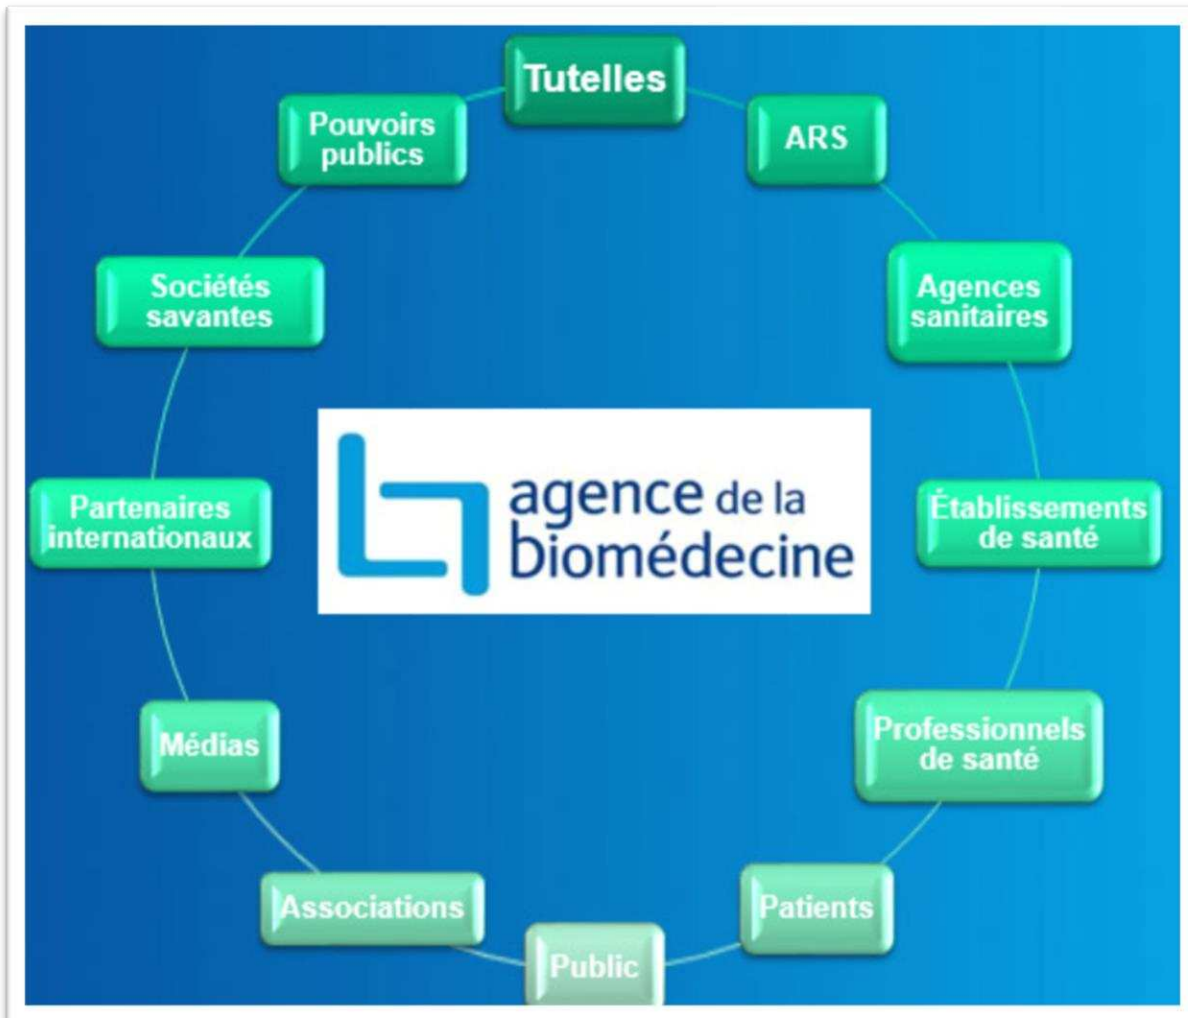 Tutelles
ARS
Agences
sanitaires
Établissements
de santé
Professionnels
de santé
Patients
Public
Associations
Médias
Partenaires
internationaux
Sociétés
savantes
Pouvoirs
publics
agence de la
biomédecine